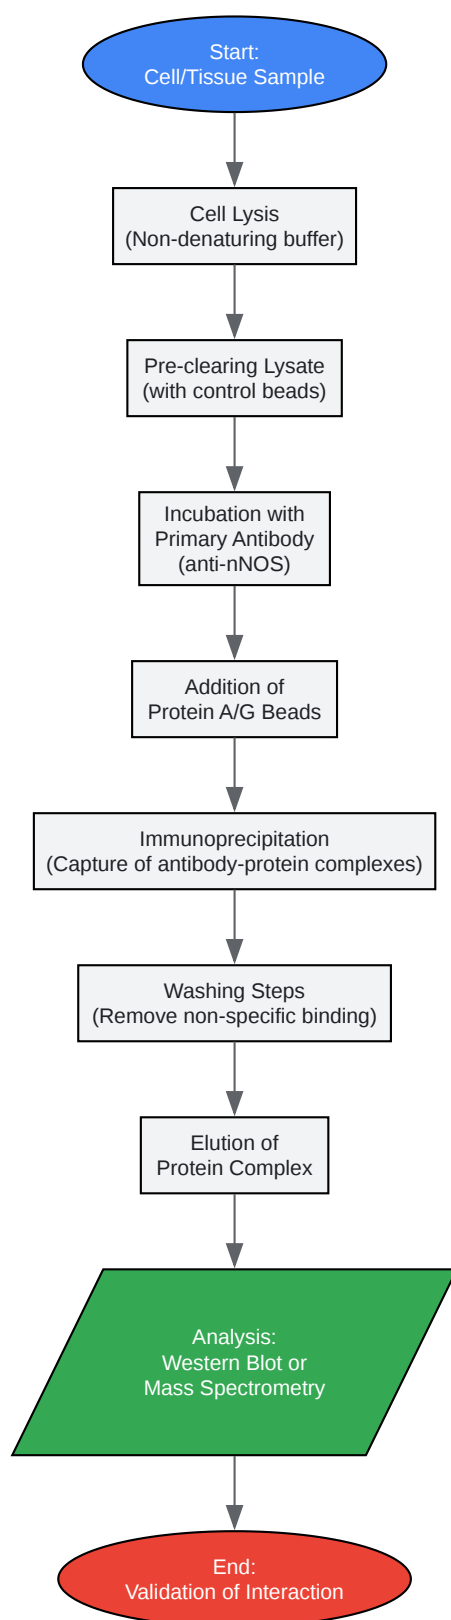 Start:
Cell/Tissue Sample
Cell Lysis
(Non-denaturing buffer)
Pre-clearing Lysate
(with control beads)
Incubation with
Primary Antibody
(anti-nNOS)
Addition of
Protein A/G Beads
Immunoprecipitation
(Capture of antibody-protein complexes)
Washing Steps
(Remove non-specific binding)
Elution of
Protein Complex
Analysis:
Western Blot or
Mass Spectrometry
End:
Validation of Interaction